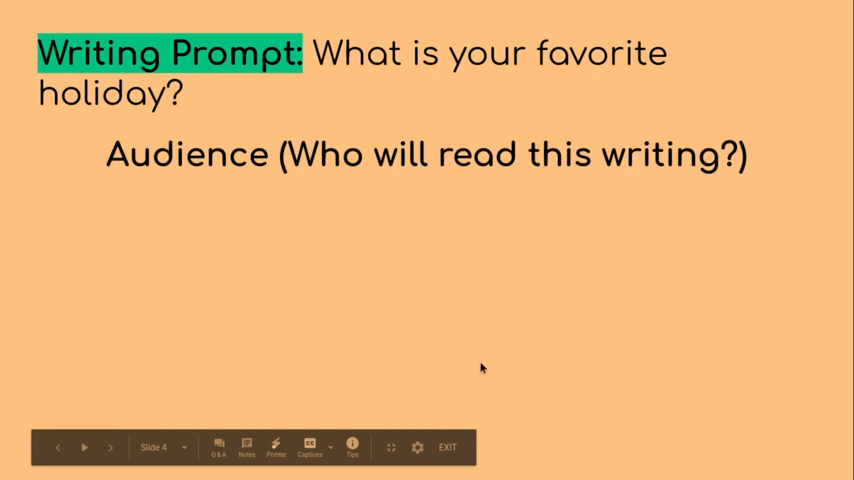 Writing Prompt: What is your favorite
holiday?
Audience (Who will read this writing?)
Slide 4
Q & A
Notes
Pointer
Captions
Tips
EXIT